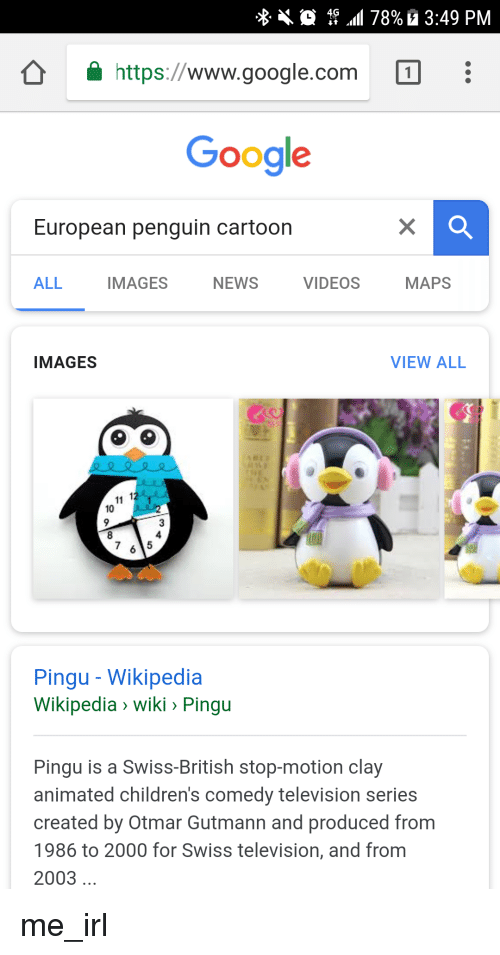 4G 78% 3:49 PM
https://www.google.com 1
Google
European penguin cartoon
ALL IMAGES NEWS VIDEOS MAPS
IMAGES VIEW ALL
11 12
10 2
9 3
8 4
7 6 5
Pingu - Wikipedia
Wikipedia › wiki › Pingu
Pingu is a Swiss-British stop-motion clay
animated children's comedy television series
created by Otmar Gutmann and produced from
1986 to 2000 for Swiss television, and from
2003 ...
me_irl